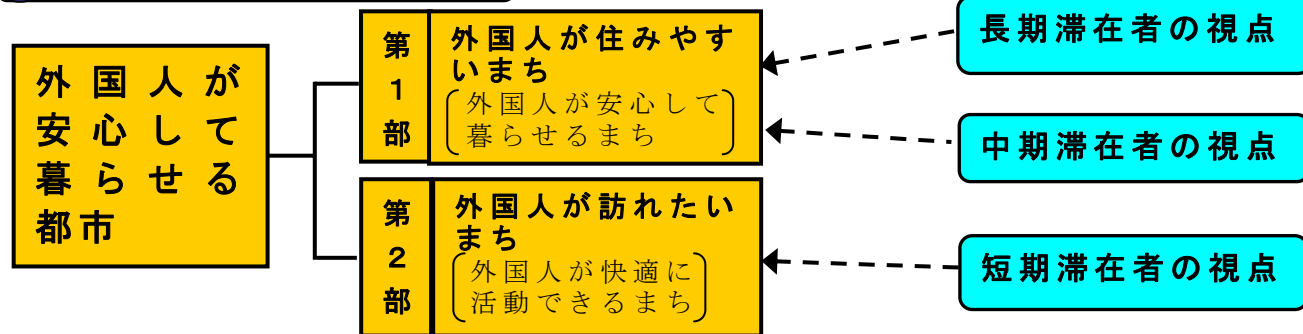 外国人が
安心して
暮らせる
都市
第1部
外国人が住みやす
いまち
外国人が安心して
暮らせるまち
第2部
外国人が訪れたい
まち
外国人が快適に
活動できるまち
長期滞在者の視点
中期滞在者の視点
短期滞在者の視点